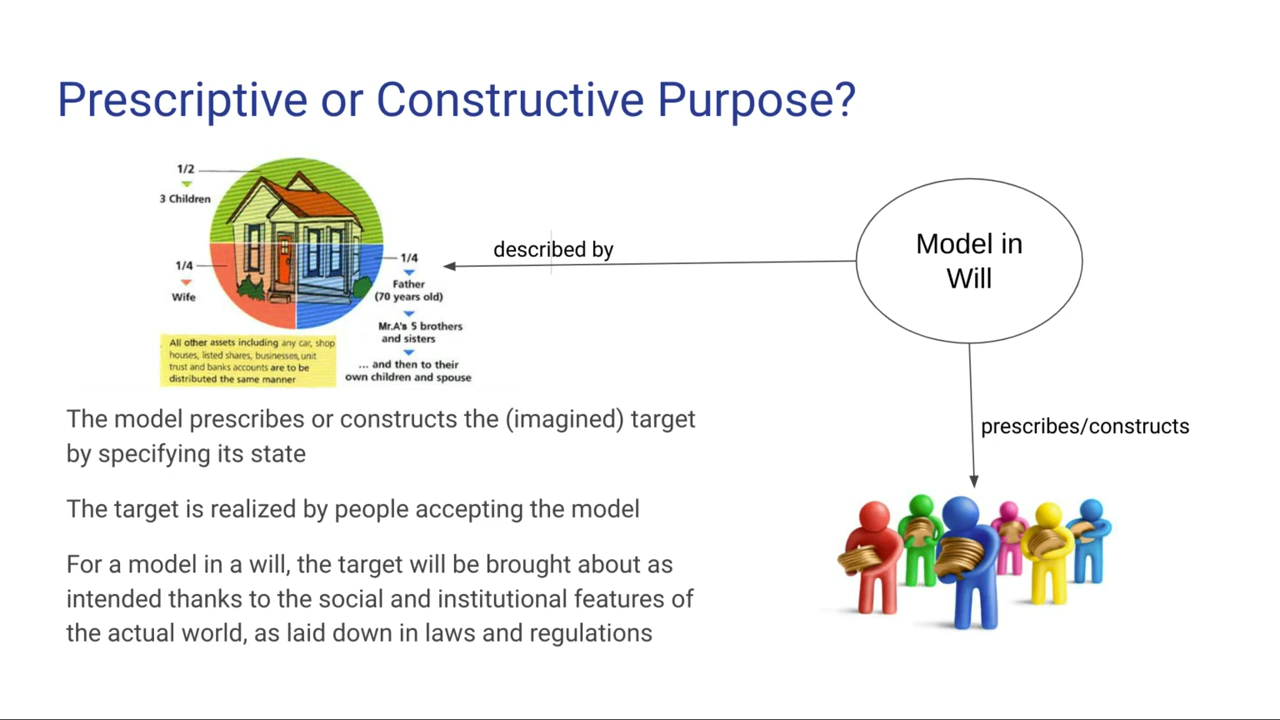 Prescriptive or Constructive Purpose?
1/2
3 Children
1/4
Wife
1/4
Father
(70 years old)
Mr.A's 5 brothers
and sisters
... and then to their
own children and spouse
All other assets including any car, shop
houses, listed shares, businesses, unit
trust and banks accounts are to be
distributed the same manner
described by
Model in
Will
prescribes/constructs
The model prescribes or constructs the (imagined) target
by specifying its state
The target is realized by people accepting the model
For a model in a will, the target will be brought about as
intended thanks to the social and institutional features of
the actual world, as laid down in laws and regulations